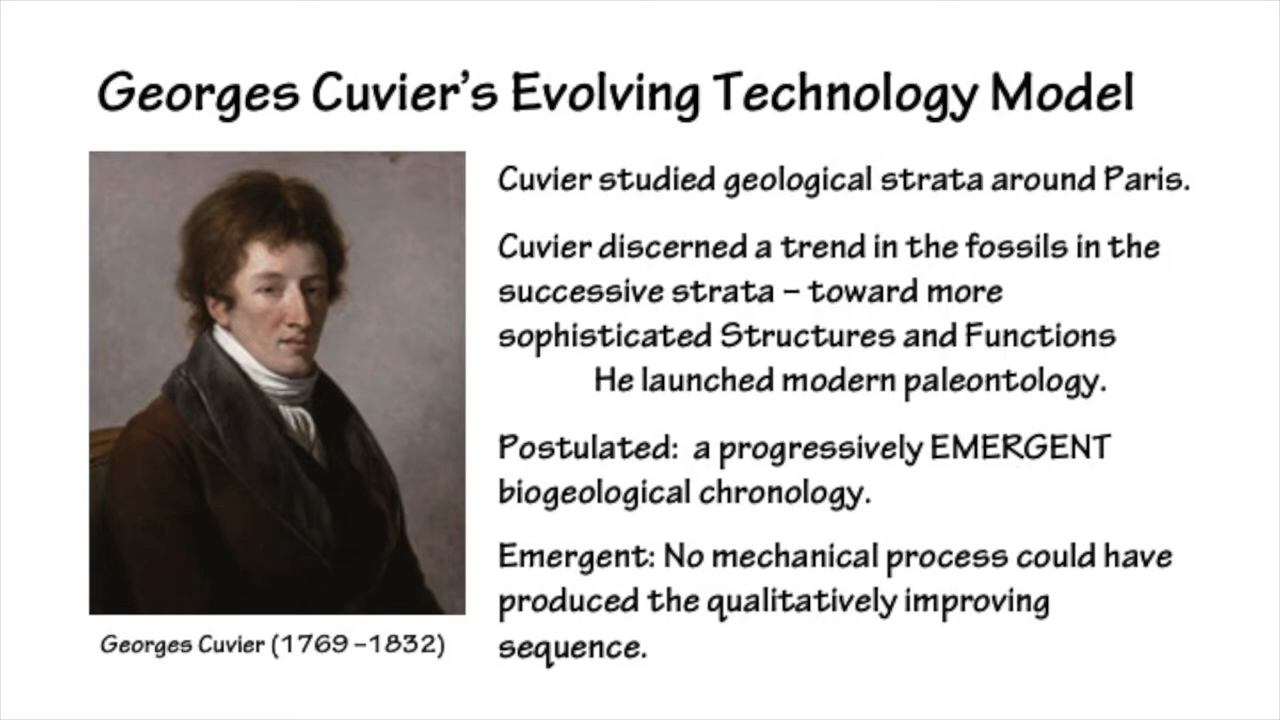 Georges Cuvier's Evolving Technology Model
Cuvier studied geological strata around Paris.
Cuvier discerned a trend in the fossils in the
successive strata – toward more
sophisticated Structures and Functions
He launched modern paleontology.
Postulated: a progressively EMERGENT
biogeological chronology.
Emergent: No mechanical process could have
produced the qualitatively improving
sequence.
Georges Cuvier (1769 –1832)